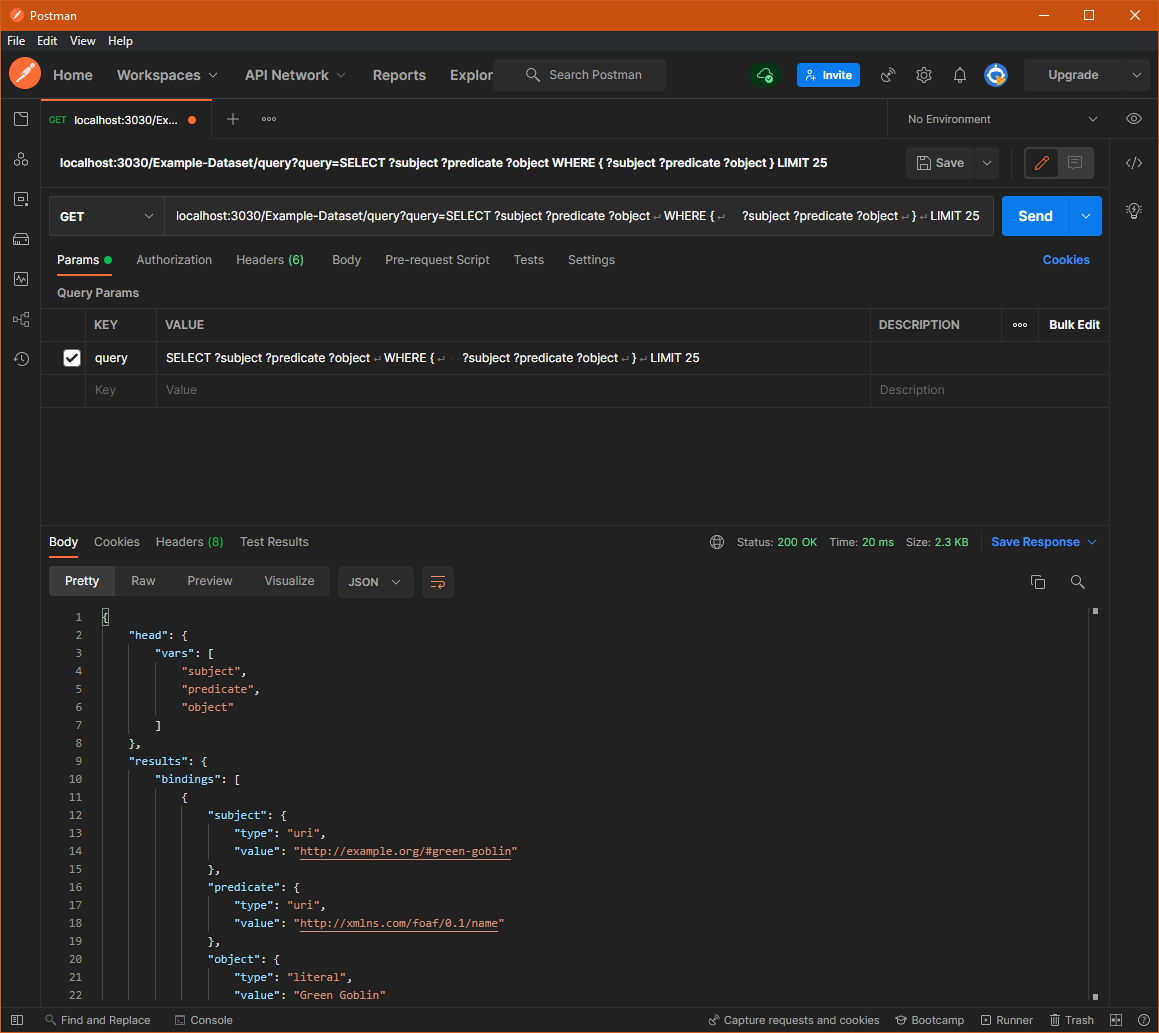 Postman
File Edit View Help
Home Workspaces API Network Reports Explor Search Postman Invite Upgrade
GET localhost:3030/Ex... No Environment
localhost:3030/Example-Dataset/query?query=SELECT ?subject ?predicate ?object WHERE { ?subject ?predicate ?object } LIMIT 25 Save
GET localhost:3030/Example-Dataset/query?query=SELECT ?subject ?predicate ?object ↵ WHERE { ↵ ·· ?subject ?predicate ?object ↵ } ↵ LIMIT 25 Send
Params Authorization Headers (6) Body Pre-request Script Tests Settings Cookies
Query Params
KEY VALUE DESCRIPTION Bulk Edit
query SELECT ?subject ?predicate ?object ↵ WHERE { ↵ ·· ?subject ?predicate ?object ↵ } ↵ LIMIT 25
Key Value Description
Body Cookies Headers (8) Test Results Status: 200 OK Time: 20 ms Size: 2.3 KB Save Response
Pretty Raw Preview Visualize JSON
1 {
2 "head": {
3 "vars": [
4 "subject",
5 "predicate",
6 "object"
7 ]
8 },
9 "results": {
10 "bindings": [
11 {
12 "subject": {
13 "type": "uri",
14 "value": "http://example.org/#green-goblin"
15 },
16 "predicate": {
17 "type": "uri",
18 "value": "http://xmlns.com/foaf/0.1/name"
19 },
20 "object": {
21 "type": "literal",
22 "value": "Green Goblin"
Find and Replace Console Capture requests and cookies Bootcamp Runner Trash